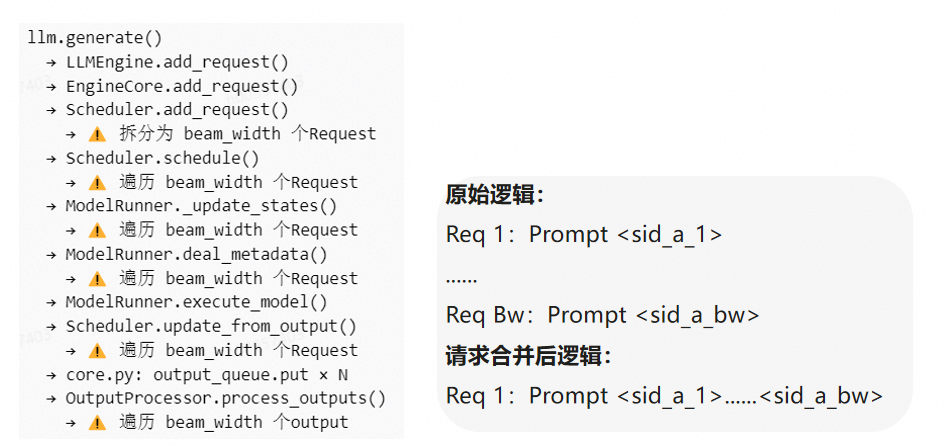 llm.generate()
→ LLMEngine.add_request()
→ EngineCore.add_request()
→ Scheduler.add_request()
→ ⚠ 拆分为 beam_width 个Request
→ Scheduler.schedule()
→ ⚠ 遍历 beam_width 个Request
→ ModelRunner._update_states()
→ ⚠ 遍历 beam_width 个Request
→ ModelRunner.deal_metadata()
→ ⚠ 遍历 beam_width 个Request
→ ModelRunner.execute_model()
→ Scheduler.update_from_output()
→ ⚠ 遍历 beam_width 个Request
→ core.py: output_queue.put × N
→ OutputProcessor.process_outputs()
→ ⚠ 遍历 beam_width 个output
原始逻辑：
Req 1：Prompt <sid_a_1>
……
Req Bw：Prompt <sid_a_bw>
请求合并后逻辑：
Req 1：Prompt <sid_a_1>……<sid_a_bw>